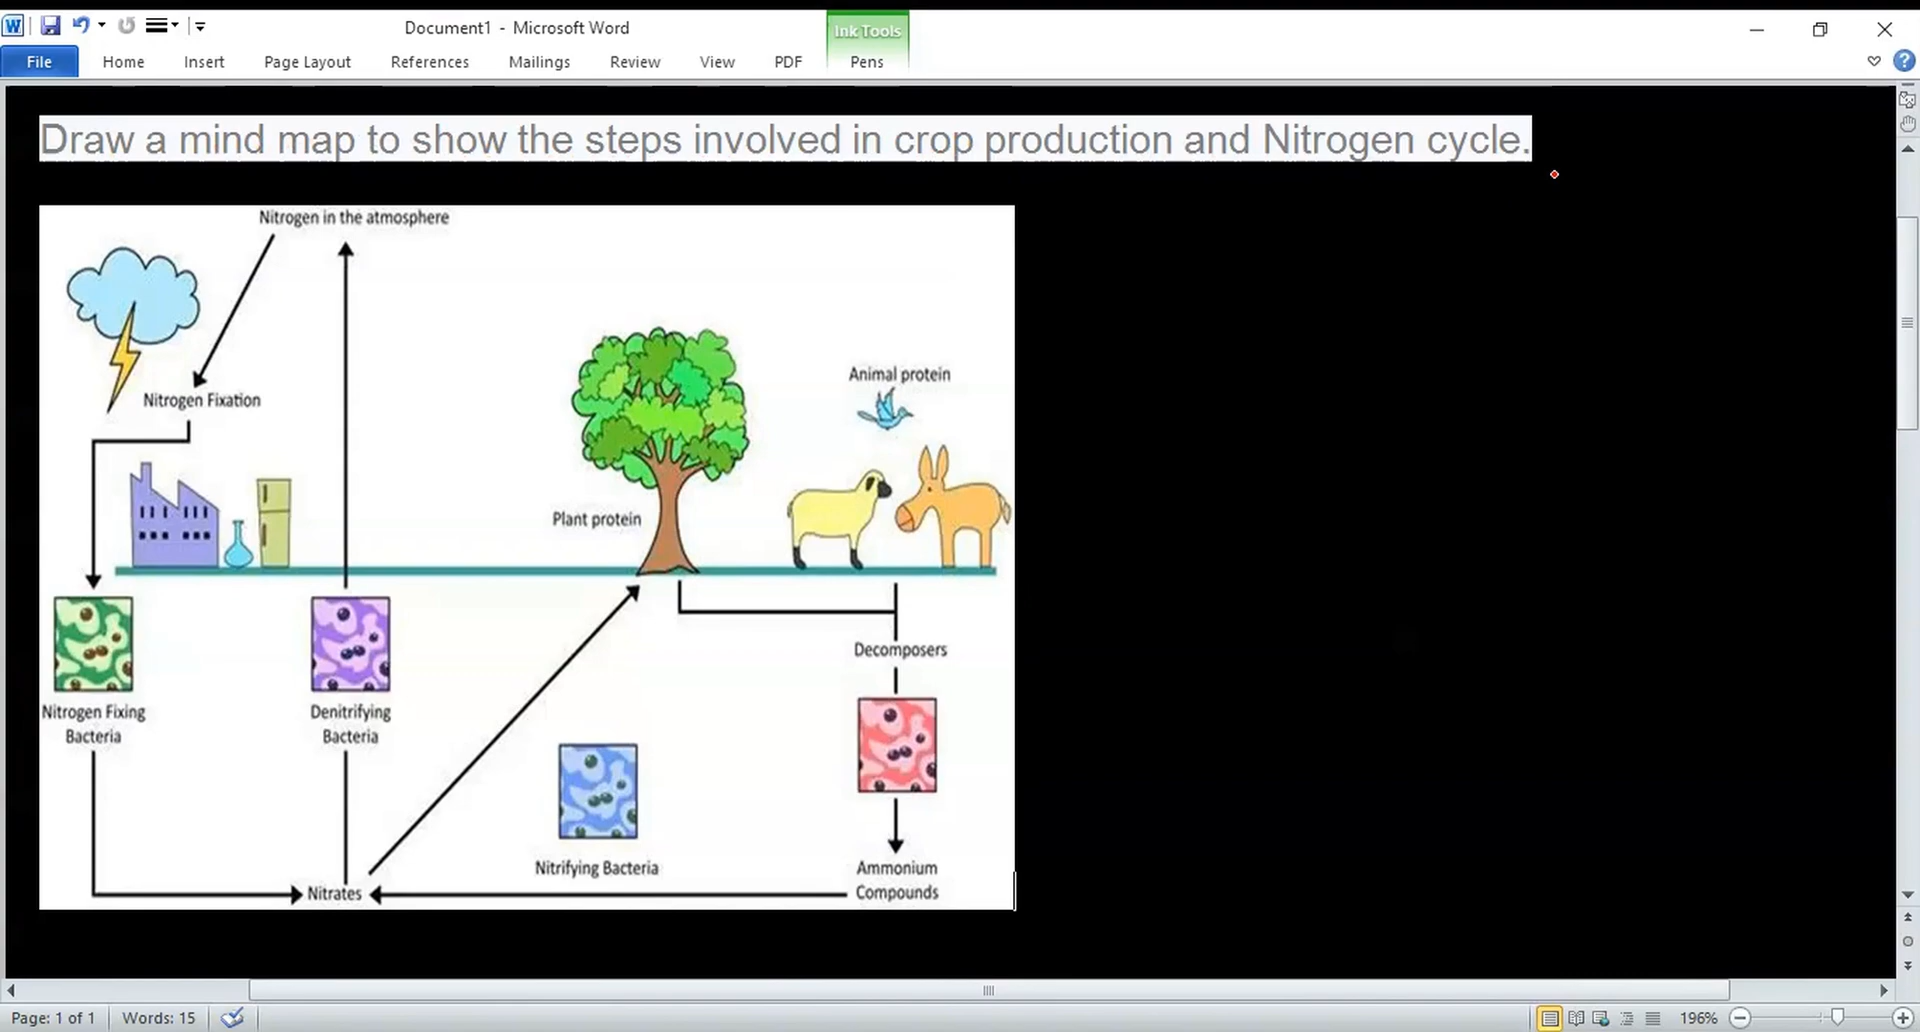 Document1 - Microsoft Word
Ink Tools
File Home Insert Page Layout References Mailings Review View PDF Pens
Draw a mind map to show the steps involved in crop production and Nitrogen cycle.
Nitrogen in the atmosphere
Animal protein
Nitrogen Fixation
Plant protein
Decomposers
Nitrogen Fixing
Bacteria
Denitrifying
Bacteria
Nitrifying Bacteria
Ammonium
Compounds
Nitrates
Page: 1 of 1 Words: 15 196%